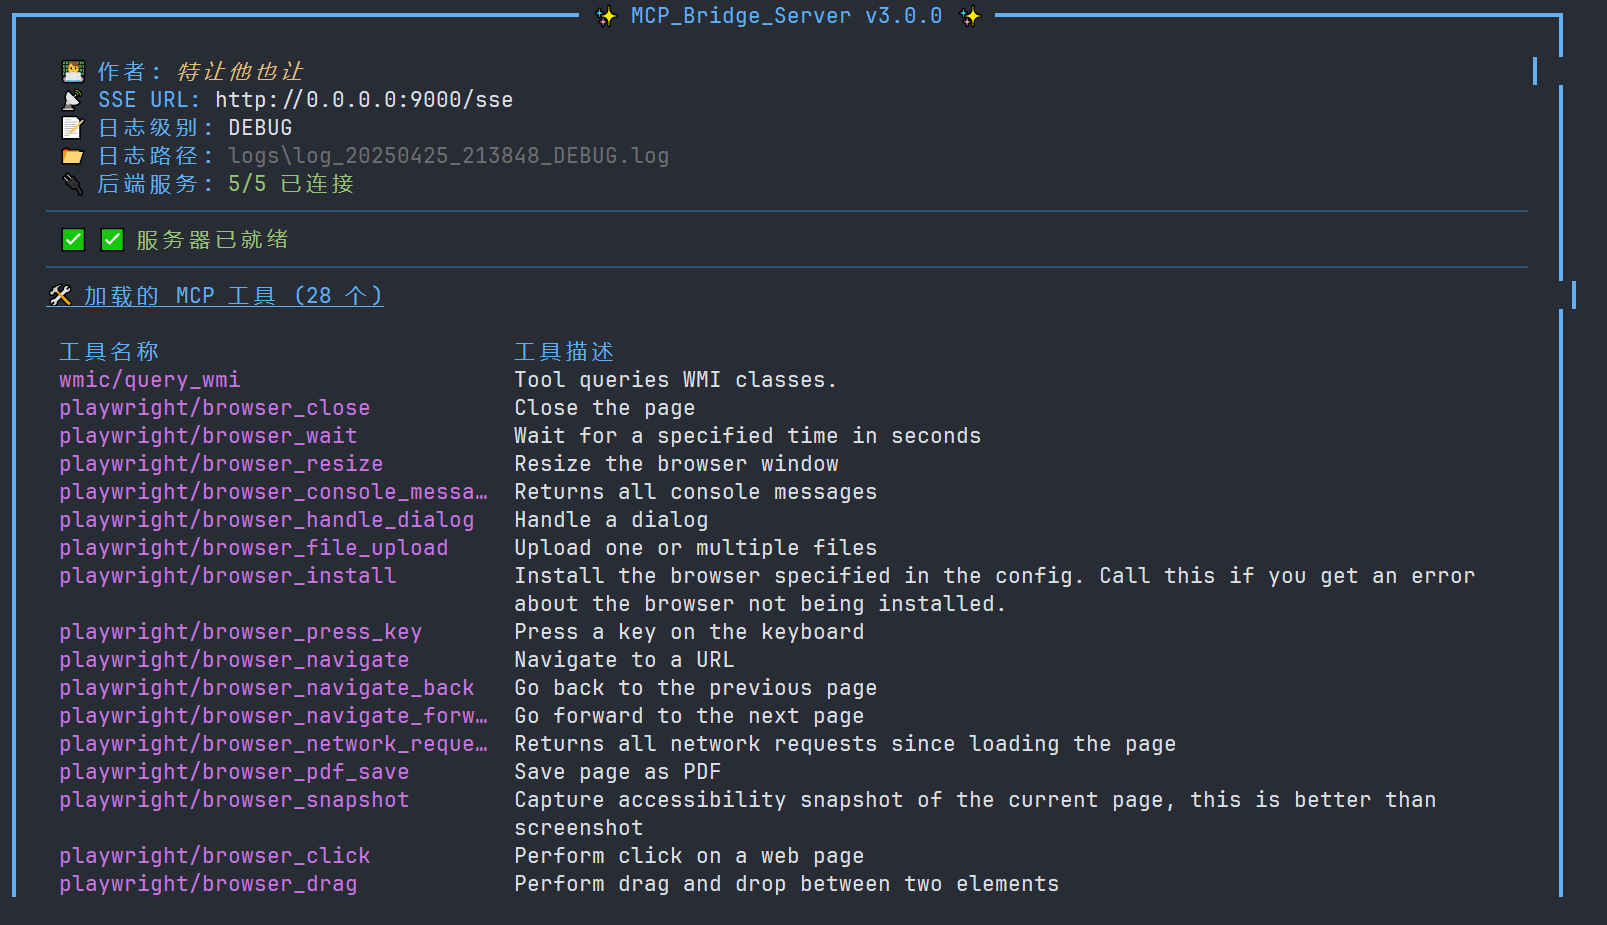 ✨ MCP_Bridge_Server v3.0.0 ✨
作者: 特让他也让
SSE URL: http://0.0.0.0:9000/sse
日志级别: DEBUG
日志路径: logs\log_20250425_213848_DEBUG.log
后端服务: 5/5 已连接
✅ ✅ 服务器已就绪
🛠 加载的 MCP 工具 (28 个)
工具名称 工具描述
wmic/query_wmi Tool queries WMI classes.
playwright/browser_close Close the page
playwright/browser_wait Wait for a specified time in seconds
playwright/browser_resize Resize the browser window
playwright/browser_console_messa… Returns all console messages
playwright/browser_handle_dialog Handle a dialog
playwright/browser_file_upload Upload one or multiple files
playwright/browser_install Install the browser specified in the config. Call this if you get an error
about the browser not being installed.
playwright/browser_press_key Press a key on the keyboard
playwright/browser_navigate Navigate to a URL
playwright/browser_navigate_back Go back to the previous page
playwright/browser_navigate_forw… Go forward to the next page
playwright/browser_network_reque… Returns all network requests since loading the page
playwright/browser_pdf_save Save page as PDF
playwright/browser_snapshot Capture accessibility snapshot of the current page, this is better than
screenshot
playwright/browser_click Perform click on a web page
playwright/browser_drag Perform drag and drop between two elements